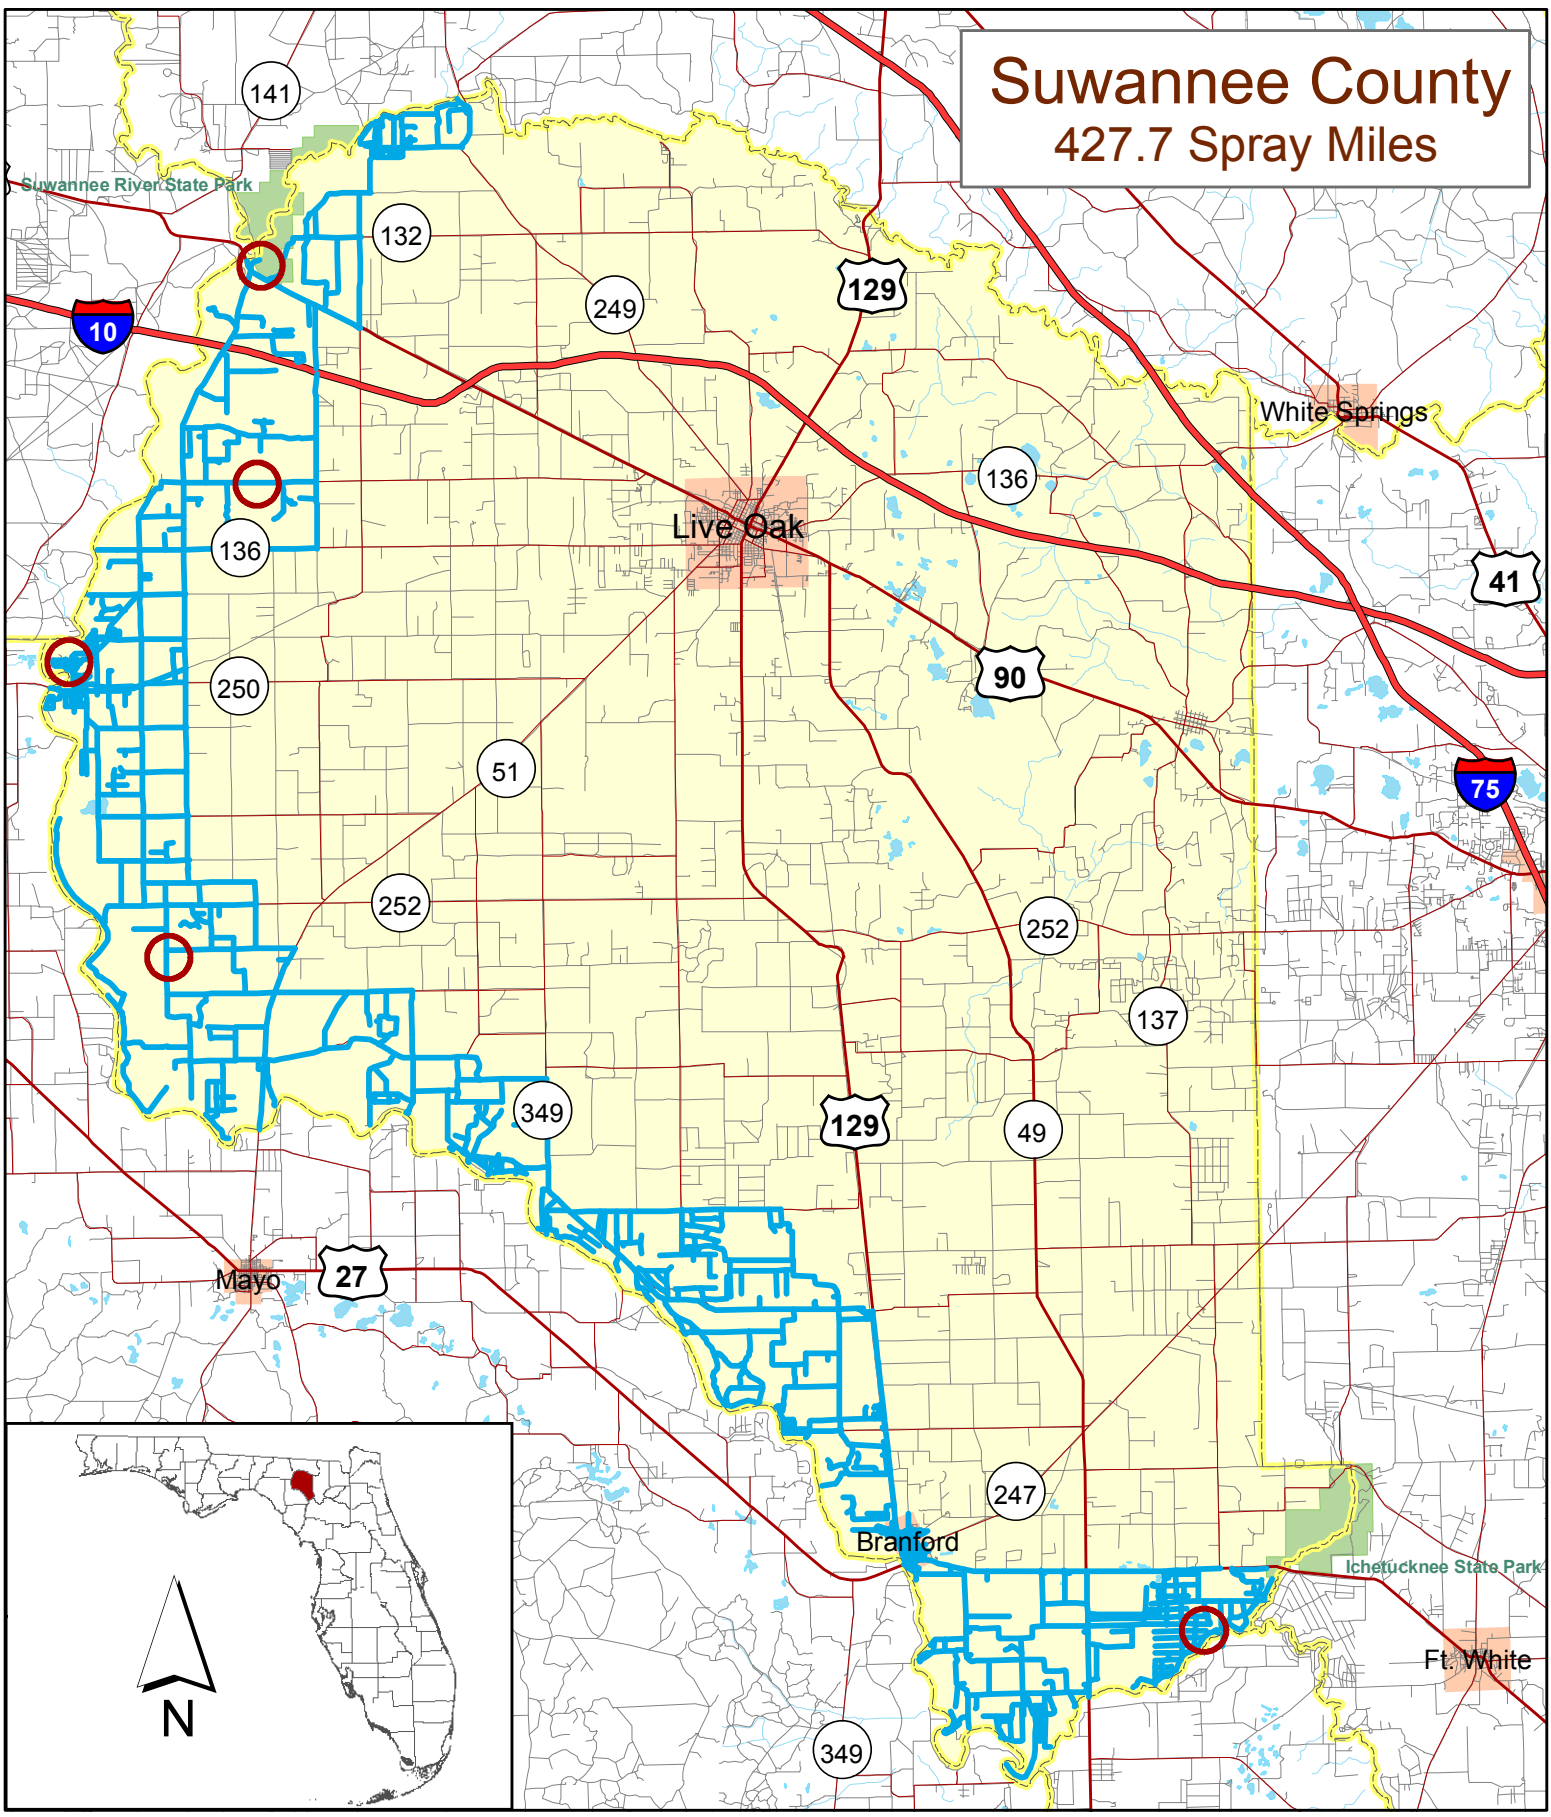 Suwannee County
427.7 Spray Miles
141
Suwannee River State Park
132
249
129
10
White Springs
136
Live Oak
136
41
250
90
51
75
252
252
137
349
129
49
Mayo
27
247
Branford
Ichetucknee State Park
Ft. White
349
N